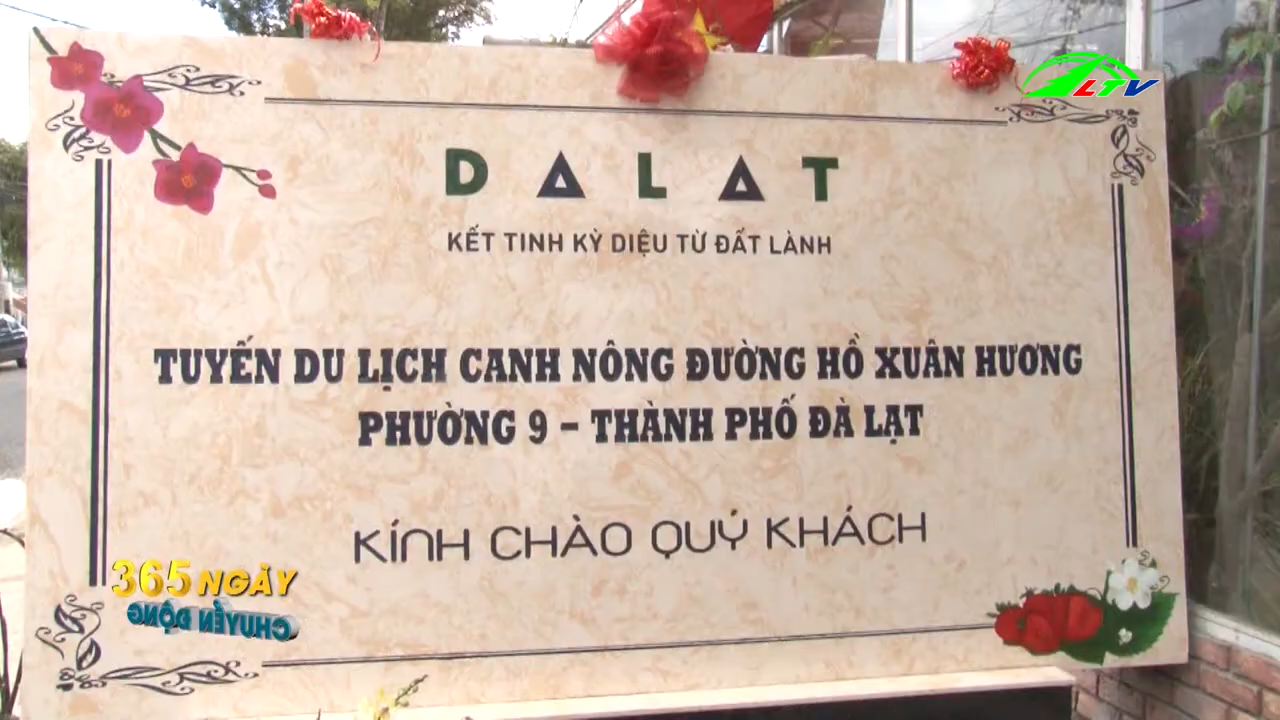 LTV
DALAT
KẾT TINH KỲ DIỆU TỪ ĐẤT LÀNH
TUYẾN DU LỊCH CANH NÔNG ĐƯỜNG HỒ XUÂN HƯƠNG
PHƯỜNG 9 - THÀNH PHỐ ĐÀ LẠT
KÍNH CHÀO QUÝ KHÁCH
365 NGÀY
CHUYỂN ĐỘNG